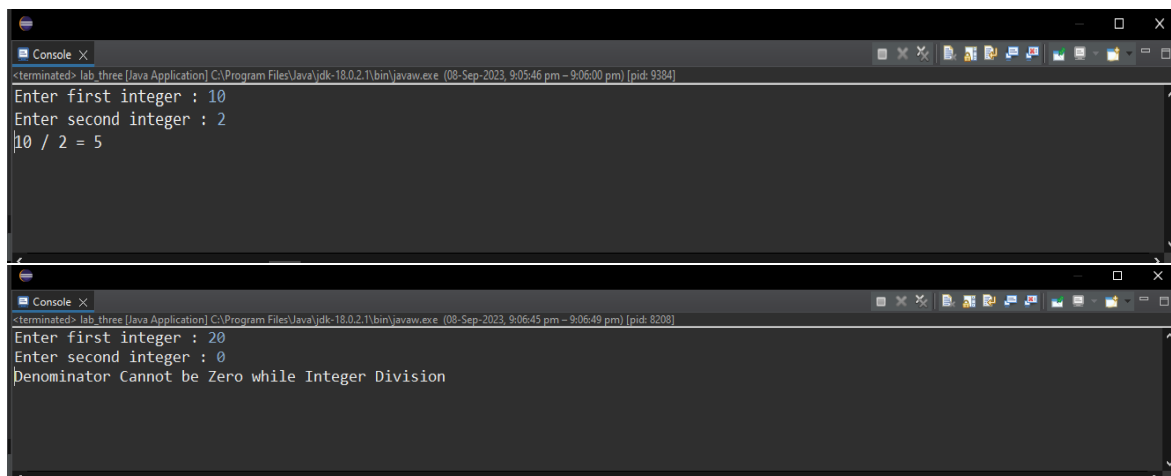 Console
<terminated> lab_three [Java Application] C:\Program Files\Java\jdk-18.0.2.1\bin\javaw.exe (08-Sep-2023, 9:05:46 pm – 9:06:00 pm) [pid: 9384]
Enter first integer : 10
Enter second integer : 2
10 / 2 = 5
Console
<terminated> lab_three [Java Application] C:\Program Files\Java\jdk-18.0.2.1\bin\javaw.exe (08-Sep-2023, 9:06:45 pm – 9:06:49 pm) [pid: 8208]
Enter first integer : 20
Enter second integer : 0
Denominator Cannot be Zero while Integer Division